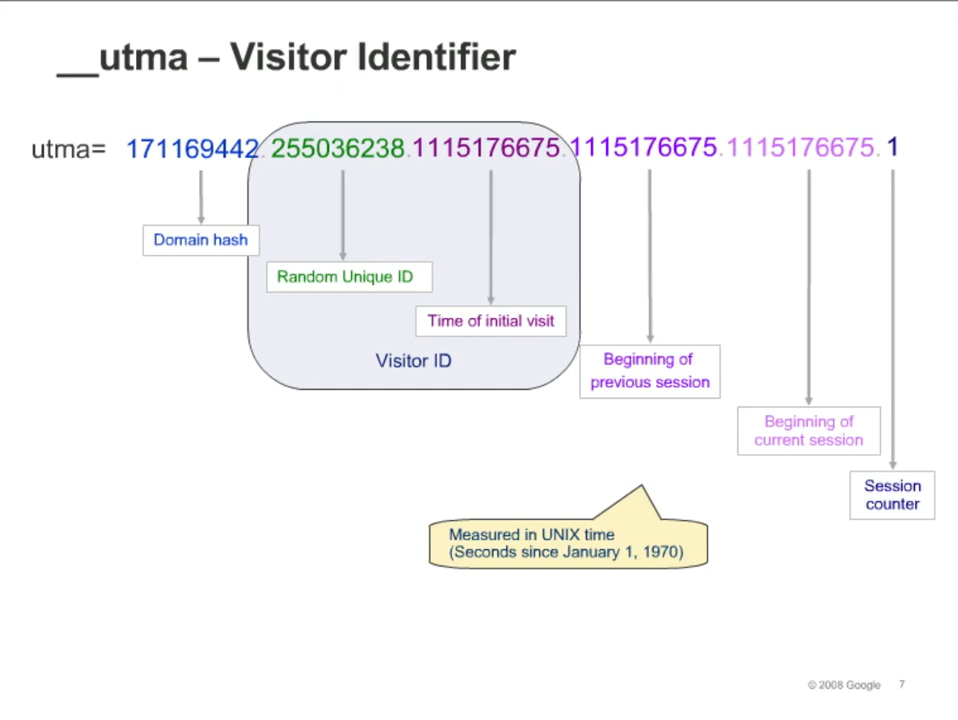 __utma – Visitor Identifier
utma= 171169442.255036238.1115176675.1115176675.1115176675.1
Domain hash
Random Unique ID
Time of initial visit
Visitor ID
Beginning of
previous session
Beginning of
current session
Session
counter
Measured in UNIX time
(Seconds since January 1, 1970)
© 2008 Google 7